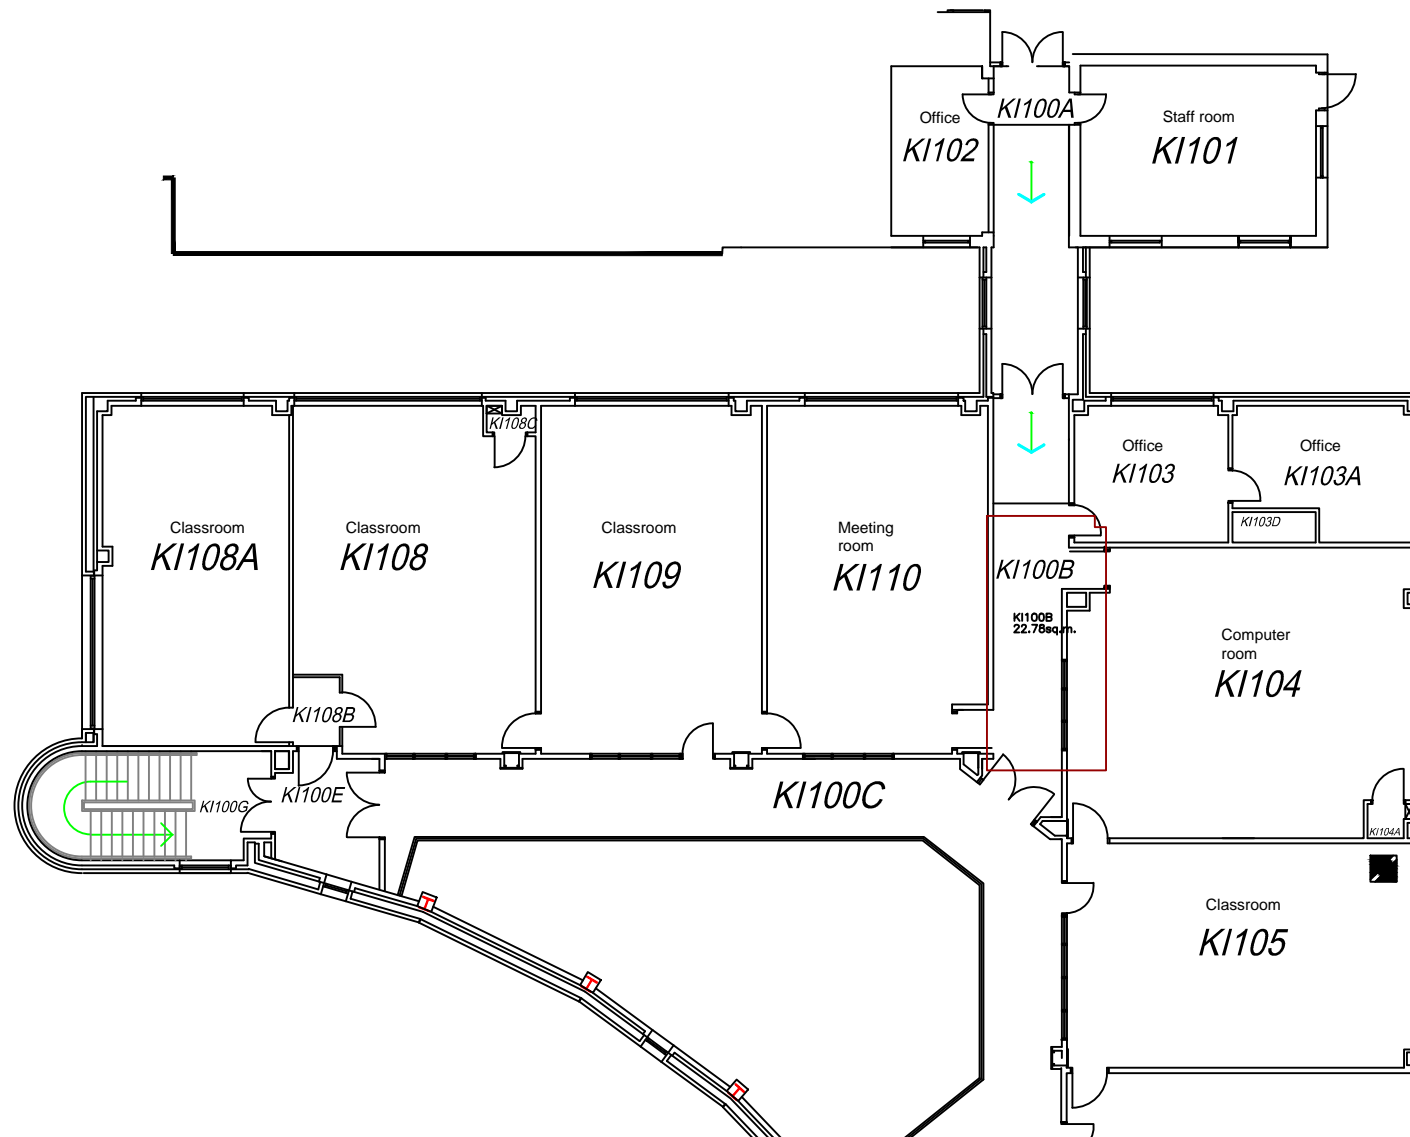 KI100A
Office
KI102
Staff room
KI101
Office
KI103
Office
KI103A
KI103D
KI108C
Classroom
KI108A
Classroom
KI108
Classroom
KI109
Meeting
room
KI110
KI100B
KI100B
22.78sq.m.
Computer
room
KI104
KI108B
KI100G
KI100E
KI100C
KI104A
Classroom
KI105
T
T
T